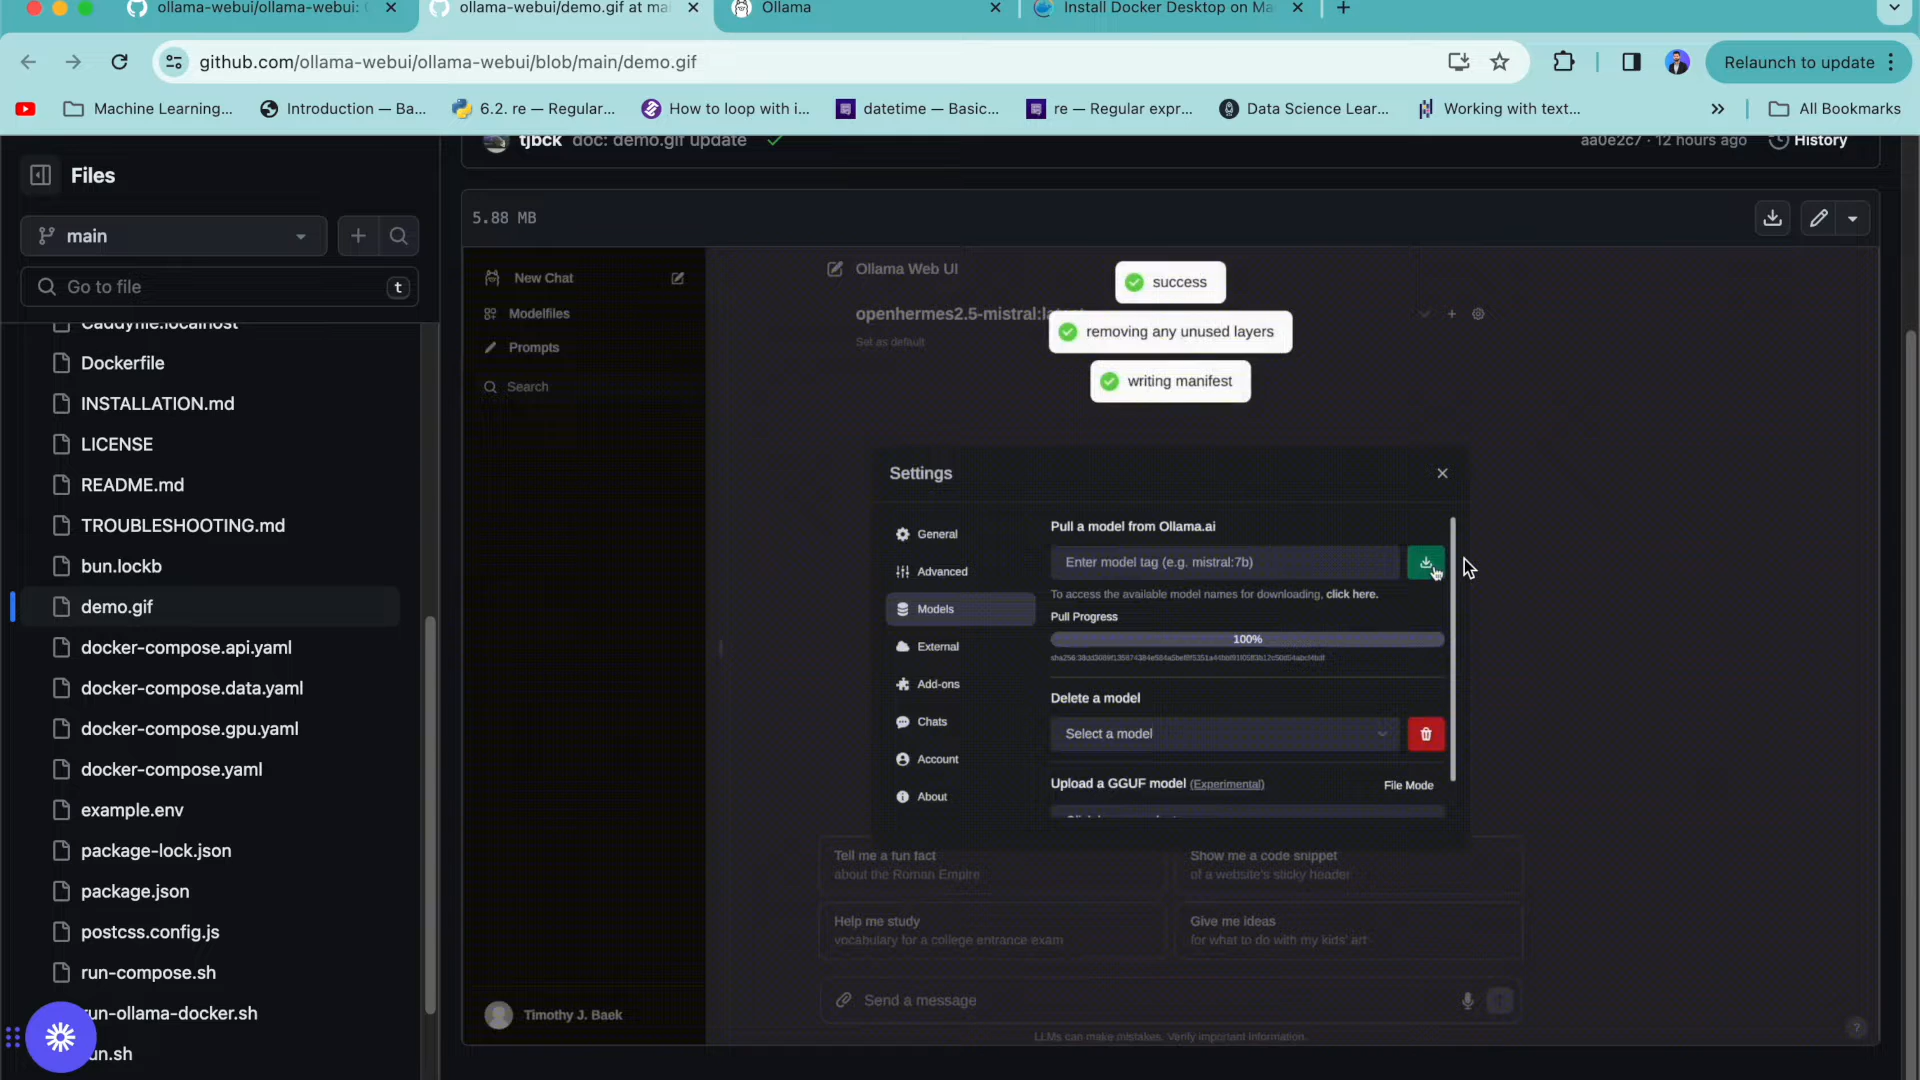 ollama-webui/ollama-webui:
ollama-webui/demo.gif at mai
Ollama
Install Docker Desktop on Ma
github.com/ollama-webui/ollama-webui/blob/main/demo.gif
Relaunch to update
Machine Learning...
Introduction — Ba...
6.2. re — Regular...
How to loop with i...
datetime — Basic...
re — Regular expr...
Data Science Lear...
Working with text...
All Bookmarks
tjbck doc: demo.gif update
aa0e2c7 · 12 hours ago
History
Files
main
Go to file
t
Caddyfile.localhost
Dockerfile
INSTALLATION.md
LICENSE
README.md
TROUBLESHOOTING.md
bun.lockb
demo.gif
docker-compose.api.yaml
docker-compose.data.yaml
docker-compose.gpu.yaml
docker-compose.yaml
example.env
package-lock.json
package.json
postcss.config.js
run-compose.sh
run-ollama-docker.sh
un.sh
5.88 MB
New Chat
Modelfiles
Prompts
Search
Timothy J. Baek
Ollama Web UI
openhermes2.5-mistral:latest
Set as default
success
removing any unused layers
writing manifest
Settings
General
Advanced
Models
External
Add-ons
Chats
Account
About
Pull a model from Ollama.ai
Enter model tag (e.g. mistral:7b)
To access the available model names for downloading, click here.
Pull Progress
100%
Delete a model
Select a model
Upload a GGUF model (Experimental)
File Mode
Tell me a fun fact
about the Roman Empire
Show me a code snippet
of a website's sticky header
Help me study
vocabulary for a college entrance exam
Give me ideas
for what to do with my kids' art
Send a message
LLMs can make mistakes. Verify important information.
?